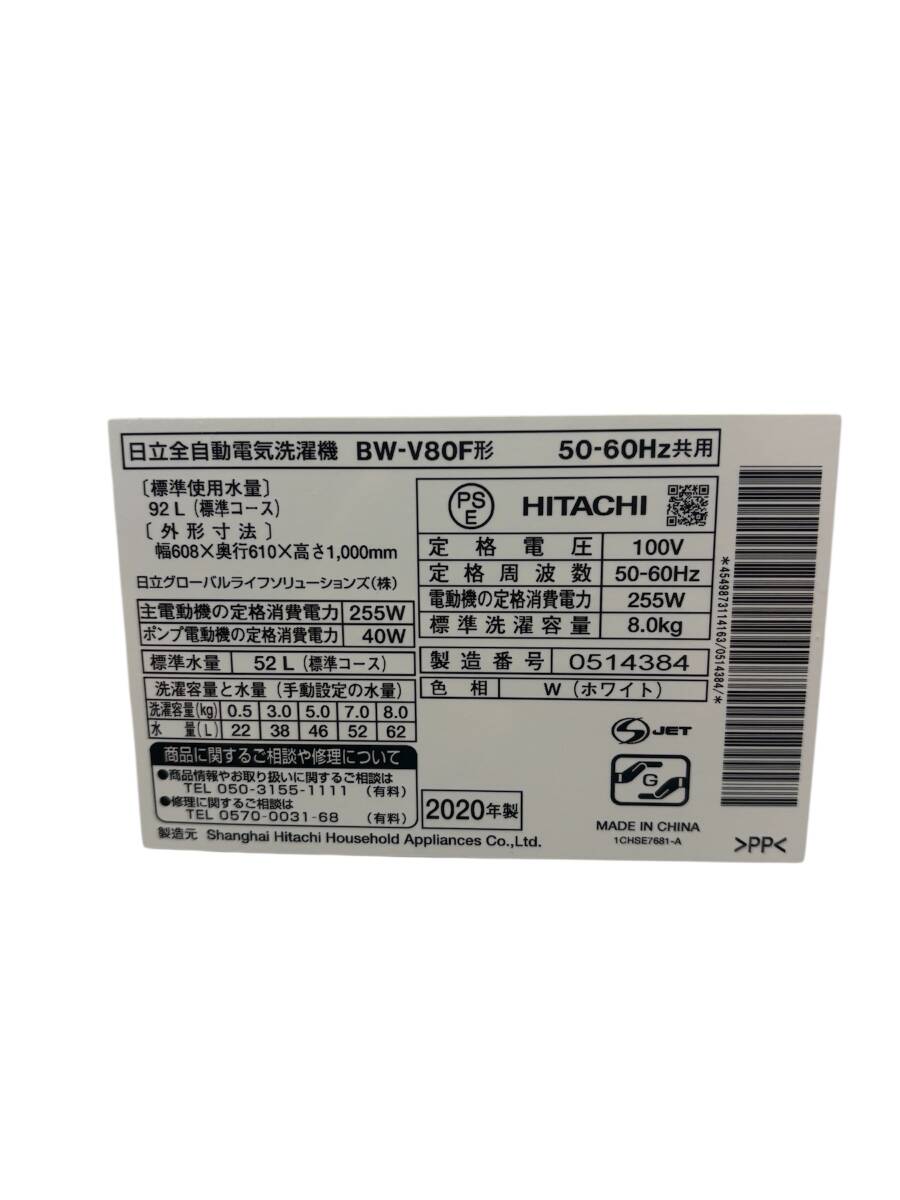 日立全自動電気洗濯機 BW-V80F形 50-60Hz共用
〔標準使用水量〕
92 L (標準コース)
〔外形寸法〕
幅608×奥行610×高さ1,000mm
日立グローバルライフソリューションズ(株)
主電動機の定格消費電力 255W
ポンプ電動機の定格消費電力 40W
標準水量 52 L (標準コース)
洗濯容量と水量 (手動設定の水量)
洗濯容量(kg) 0.5 3.0 5.0 7.0 8.0
水量(L) 22 38 46 52 62
商品に関するご相談や修理について
●商品情報やお取り扱いに関するご相談は
TEL 050-3155-1111 (有料)
●修理に関するご相談は
TEL 0570-0031-68 (有料)
製造元 Shanghai Hitachi Household Appliances Co.,Ltd.
PSE HITACHI
定格電圧 100V
定格周波数 50-60Hz
電動機の定格消費電力 255W
標準洗濯容量 8.0kg
製造番号 0514384
色相 W (ホワイト)
S JET
G
2020年製
MADE IN CHINA
1CHSE7681-A
*4549873114163/0514384/*
>PP<